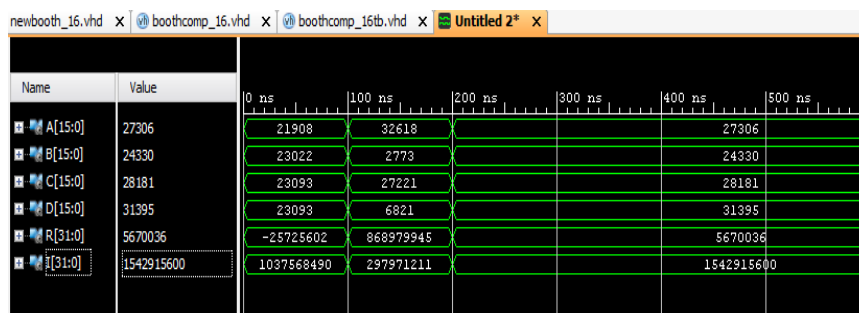 newbooth_16.vhd x boothcomp_16.vhd x boothcomp_16tb.vhd x Untitled 2* x
Name Value 0 ns 100 ns 200 ns 300 ns 400 ns 500 ns
A[15:0] 27306 21908 32618 27306
B[15:0] 24330 23022 2773 24330
C[15:0] 28181 23093 27221 28181
D[15:0] 31395 23093 6821 31395
R[31:0] 5670036 -25725602 868979945 5670036
I[31:0] 1542915600 1037568490 297971211 1542915600